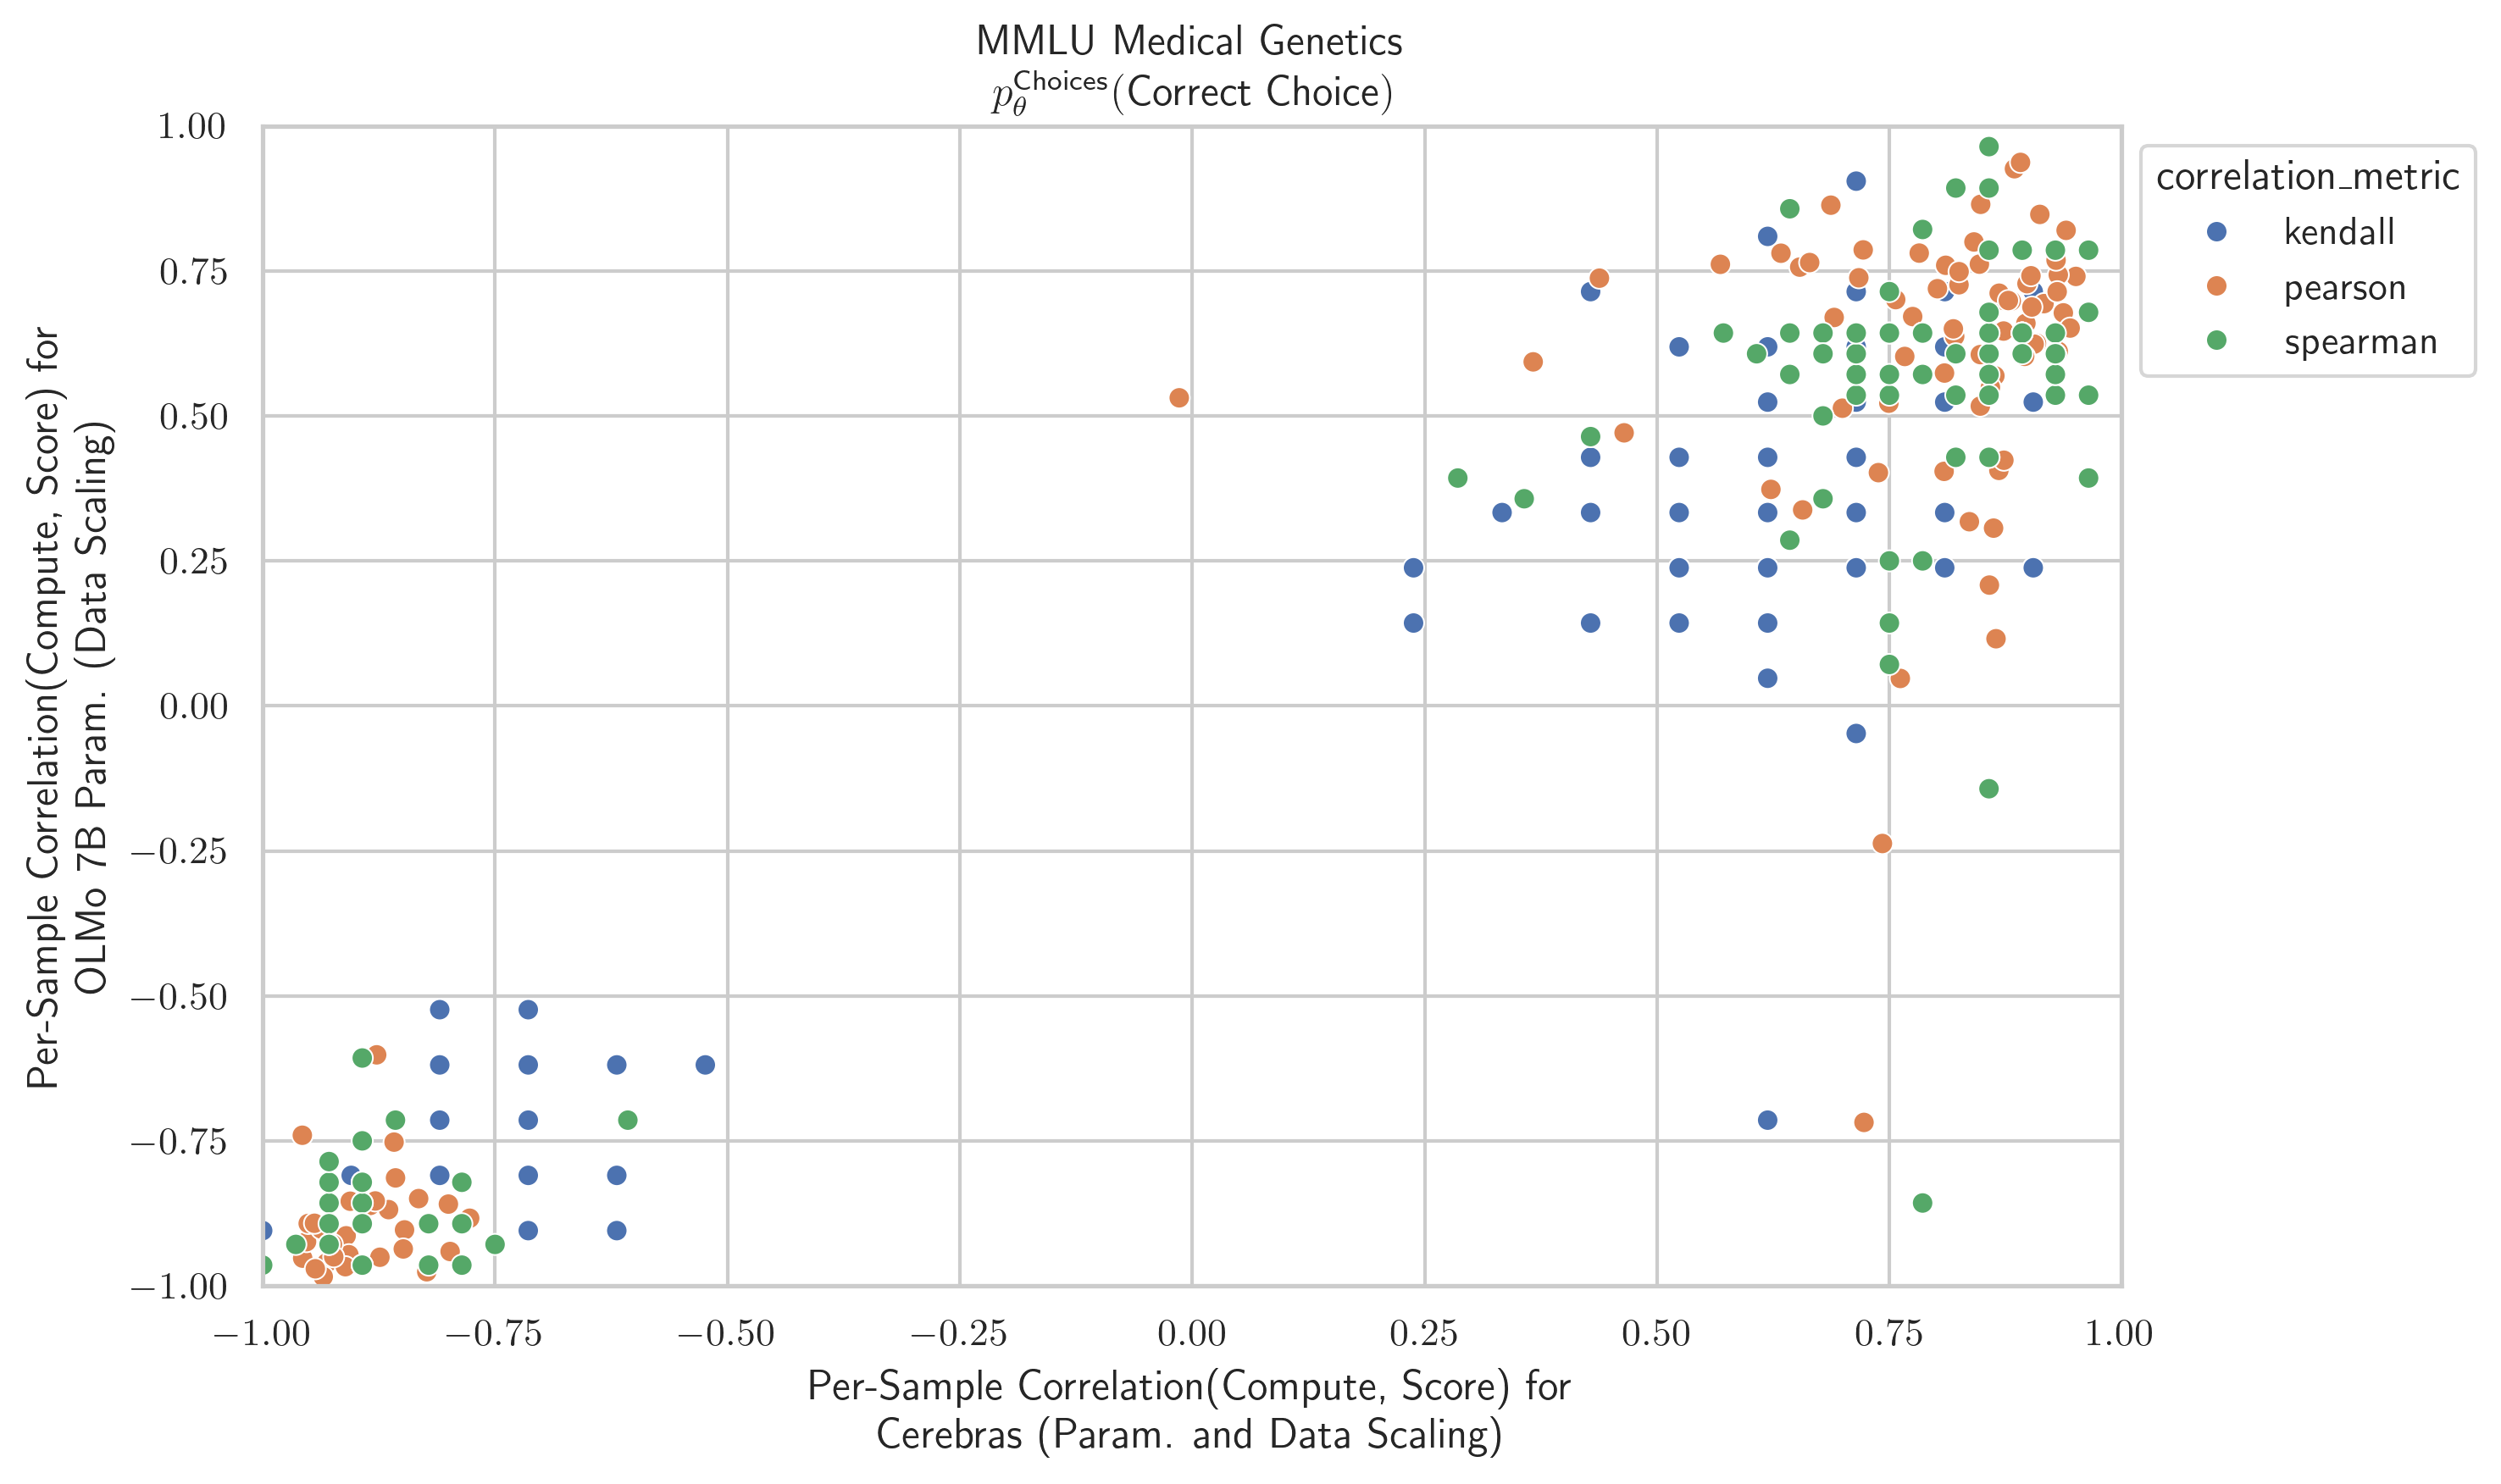 MMLU Medical Genetics
p_θ^Choices(Correct Choice)
1.00
0.75
0.50
0.25
0.00
−0.25
−0.50
−0.75
−1.00
Per-Sample Correlation(Compute, Score) for
OLMo 7B Param. (Data Scaling)
correlation_metric
kendall
pearson
spearman
−1.00 −0.75 −0.50 −0.25 0.00 0.25 0.50 0.75 1.00
Per-Sample Correlation(Compute, Score) for
Cerebras (Param. and Data Scaling)